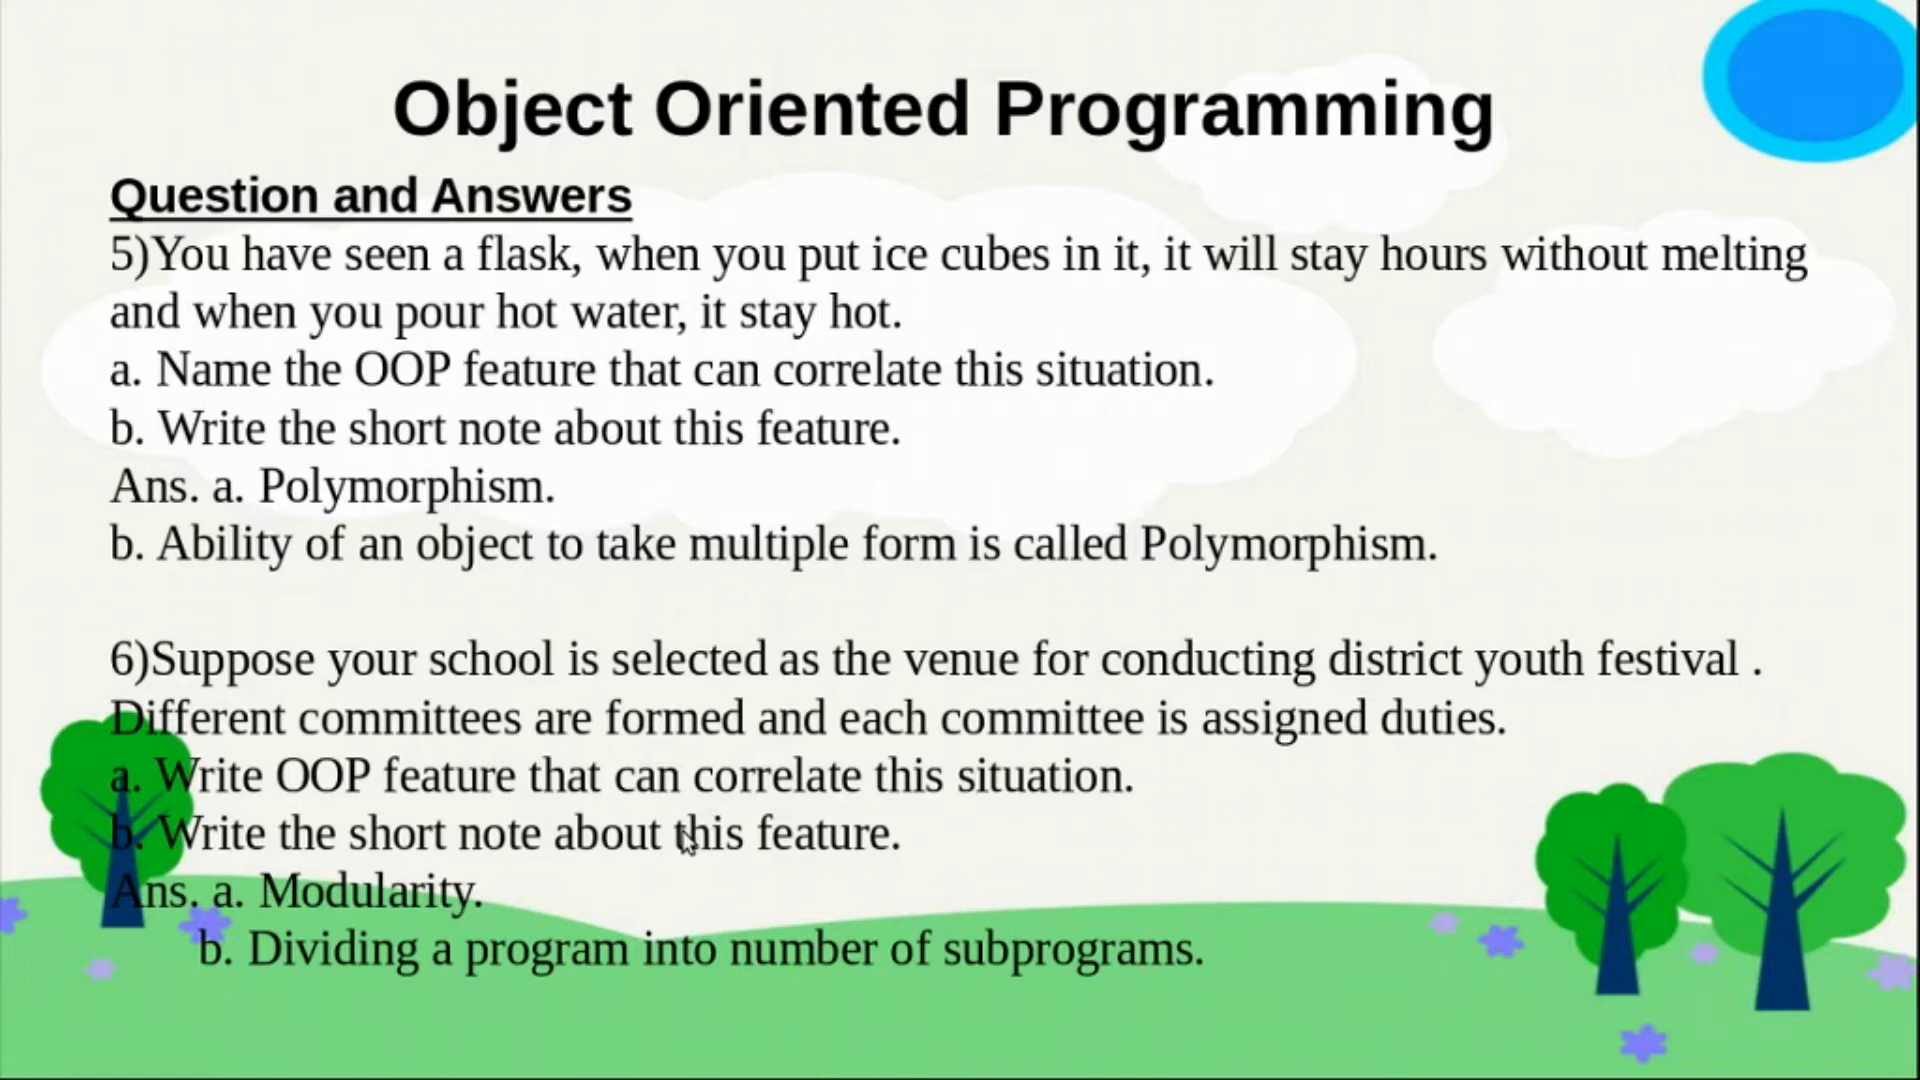 Object Oriented Programming
Question and Answers
5)You have seen a flask, when you put ice cubes in it, it will stay hours without melting
and when you pour hot water, it stay hot.
a. Name the OOP feature that can correlate this situation.
b. Write the short note about this feature.
Ans. a. Polymorphism.
b. Ability of an object to take multiple form is called Polymorphism.
6)Suppose your school is selected as the venue for conducting district youth festival .
Different committees are formed and each committee is assigned duties.
a. Write OOP feature that can correlate this situation.
b. Write the short note about this feature.
Ans. a. Modularity.
b. Dividing a program into number of subprograms.